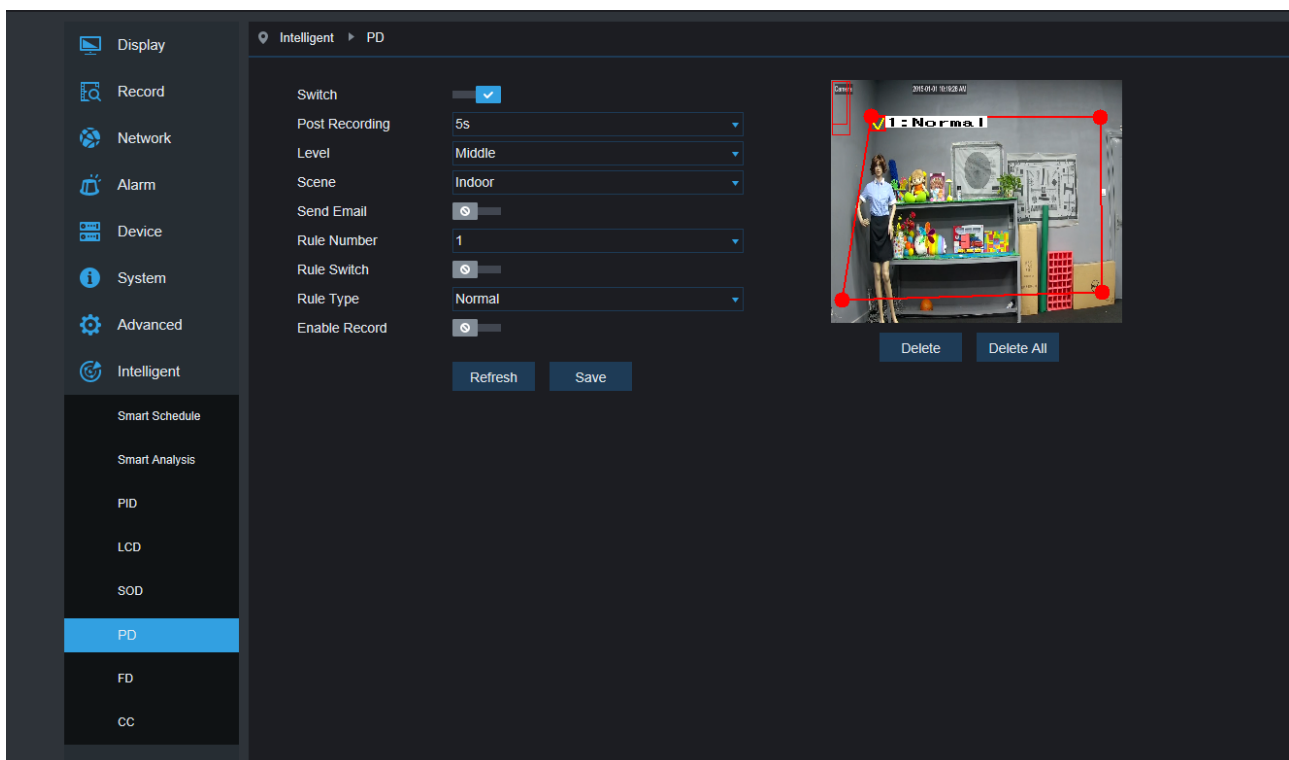 Display
Record
Network
Alarm
Device
System
Advanced
Intelligent
Smart Schedule
Smart Analysis
PID
LCD
SOD
PD
FD
CC
Intelligent PD
Switch
Post Recording 5s
Level Middle
Scene Indoor
Send Email
Rule Number 1
Rule Switch
Rule Type Normal
Enable Record
Refresh Save
Camera
1:Normal
Delete Delete All